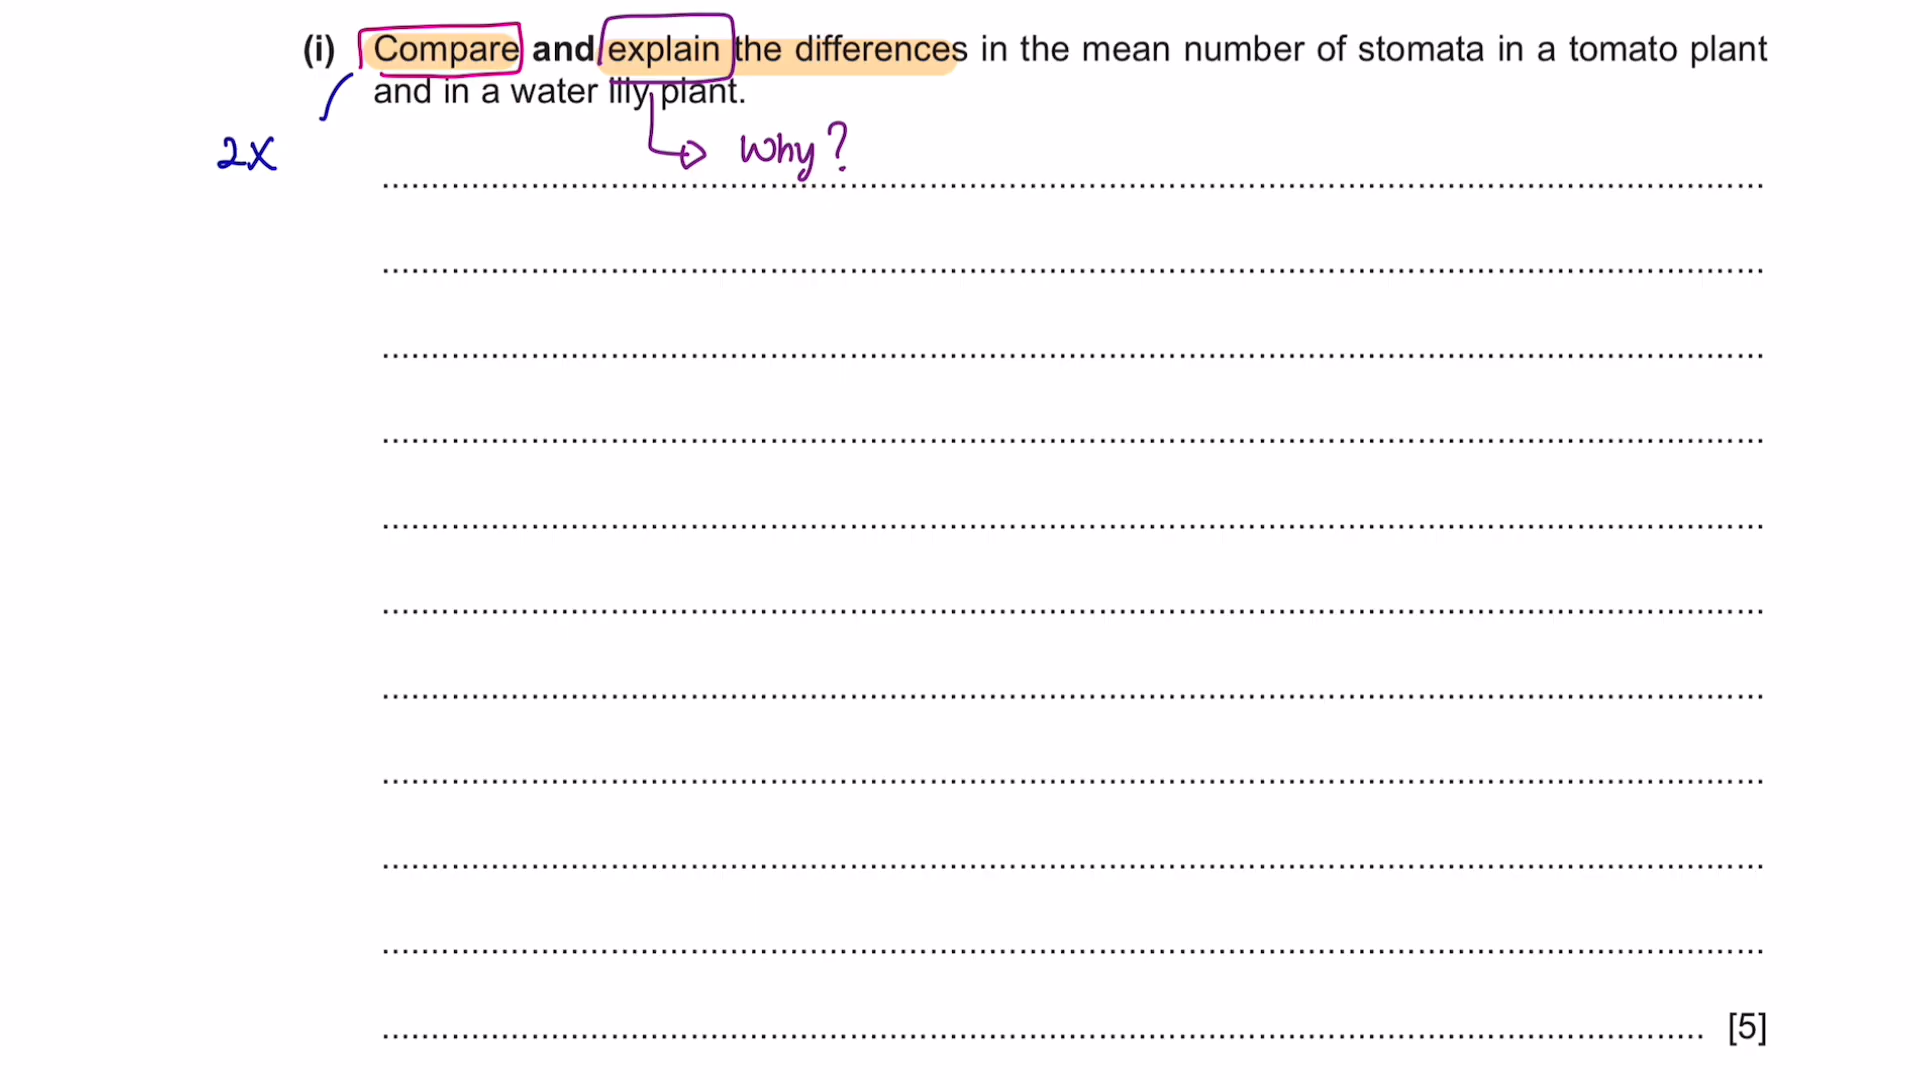 (i) Compare and explain the differences in the mean number of stomata in a tomato plant
and in a water lily plant.
2x
Why?
[5]